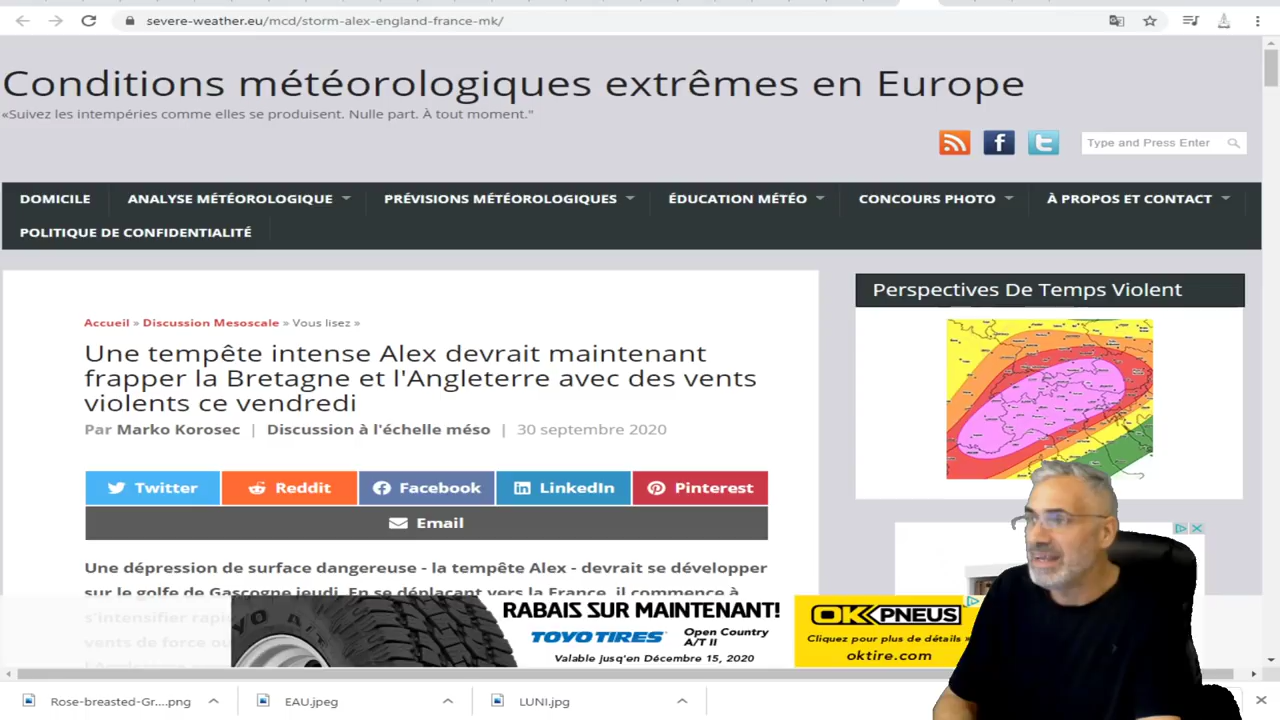 severe-weather.eu/mcd/storm-alex-england-france-mk/
Conditions météorologiques extrêmes en Europe
«Suivez les intempéries comme elles se produisent. Nulle part. À tout moment."
Type and Press Enter
DOMICILE ANALYSE MÉTÉOROLOGIQUE PRÉVISIONS MÉTÉOROLOGIQUES ÉDUCATION MÉTÉO CONCOURS PHOTO À PROPOS ET CONTACT
POLITIQUE DE CONFIDENTIALITÉ
Accueil » Discussion Mesoscale » Vous lisez »
Une tempête intense Alex devrait maintenant
frapper la Bretagne et l'Angleterre avec des vents
violents ce vendredi
Par Marko Korosec | Discussion à l'échelle méso | 30 septembre 2020
Twitter Reddit Facebook LinkedIn Pinterest
Email
Une dépression de surface dangereuse - la tempête Alex - devrait se développer
sur le golfe de Gascogne jeudi. En se déplaçant vers la France, il commence à
s'intensifier
vents de force
Perspectives De Temps Violent
RABAIS SUR MAINTENANT!
TOYO TIRES Open Country
A/T II
Valable jusq'en Décembre 15, 2020
OK PNEUS
Cliquez pour plus de détails »
oktire.com
Rose-breasted-Gr....png EAU.jpeg LUNI.jpg